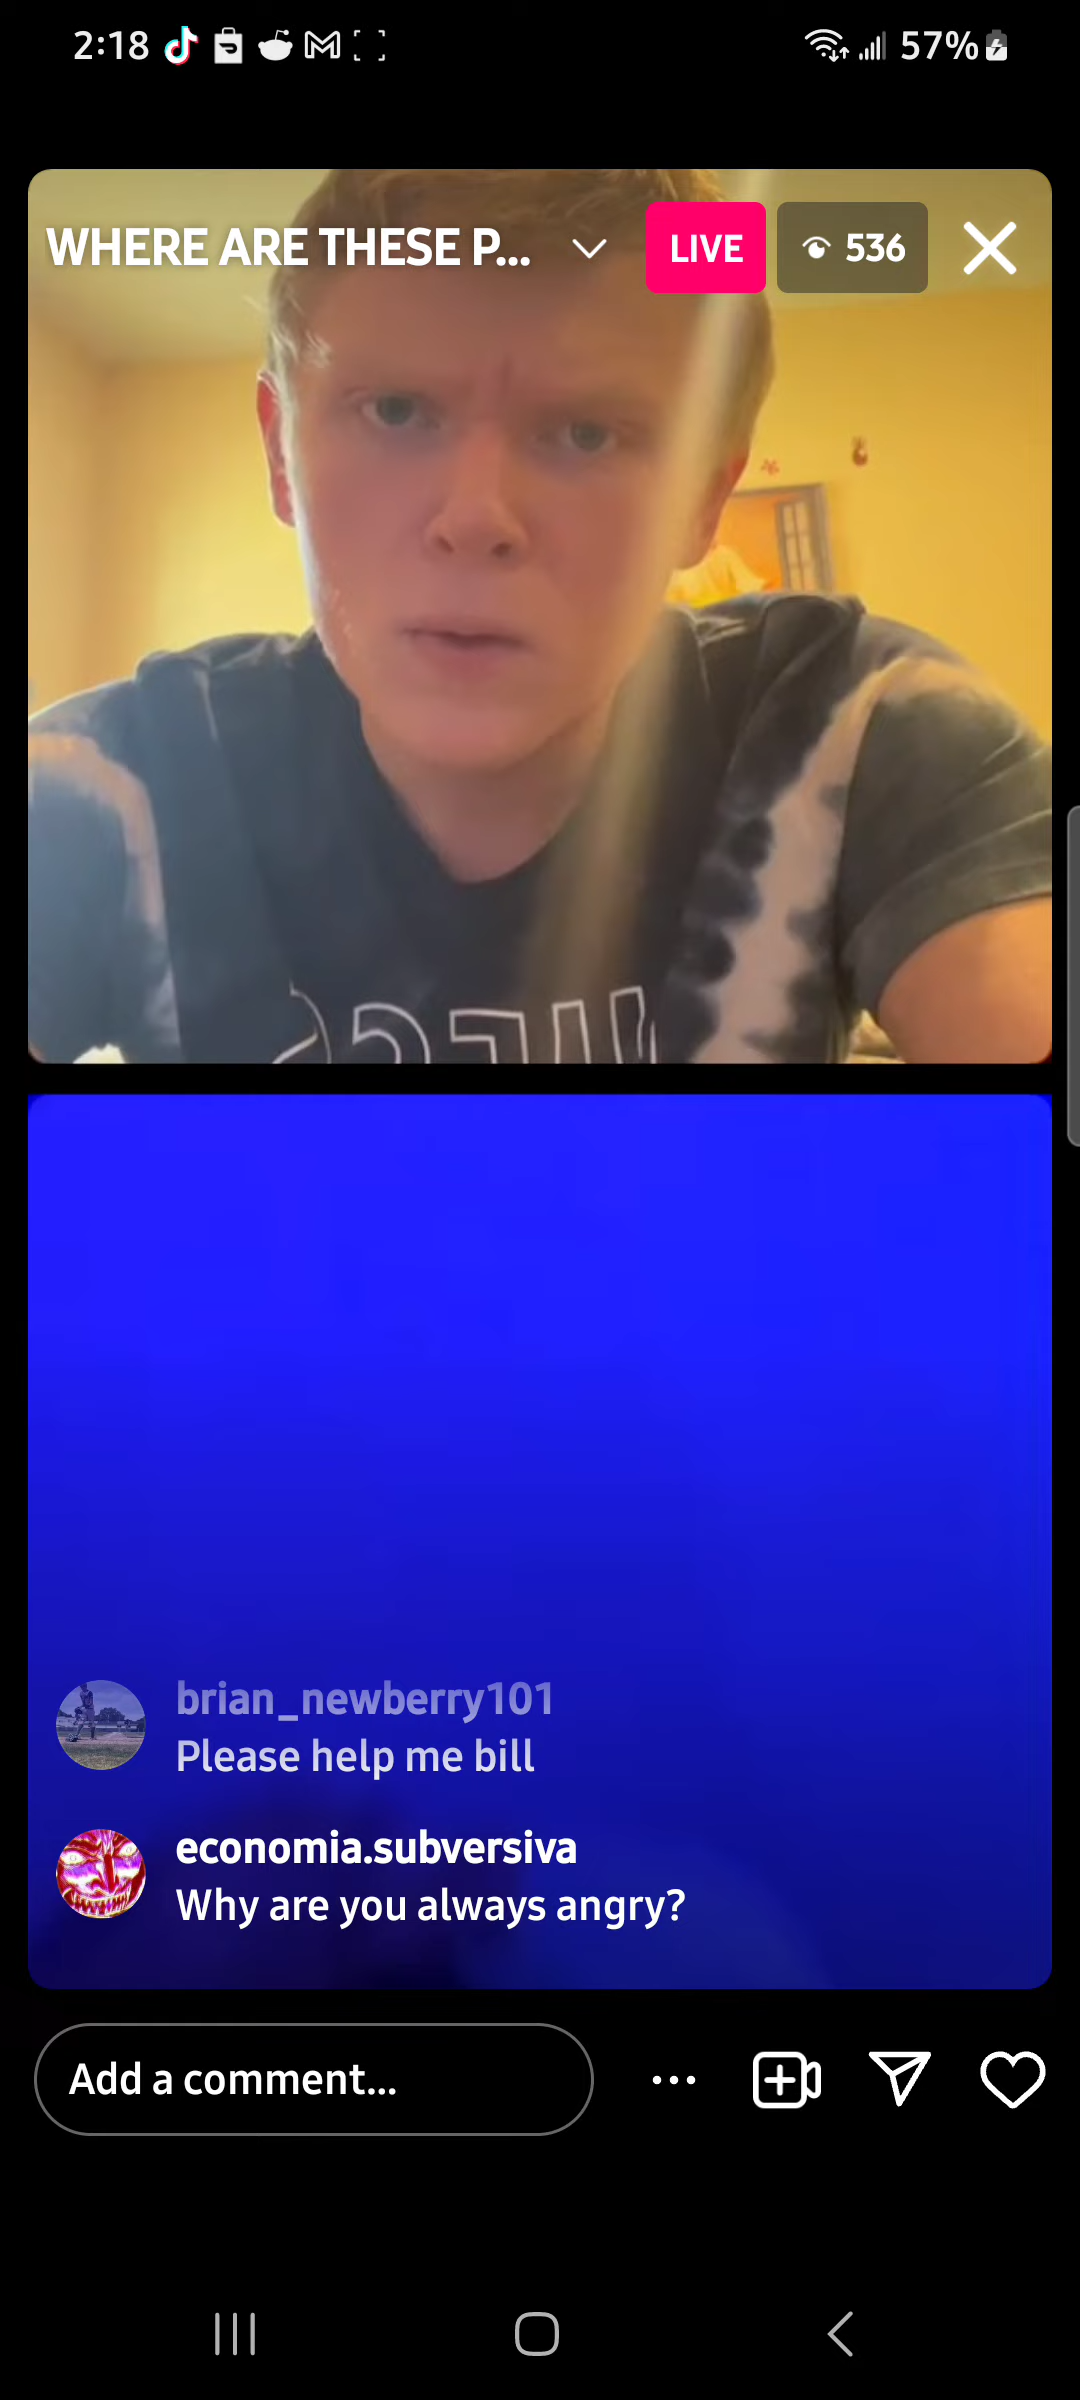 2:18
57%
WHERE ARE THESE P...
LIVE
536
brian_newberry101
Please help me bill
economia.subversiva
Why are you always angry?
Add a comment...